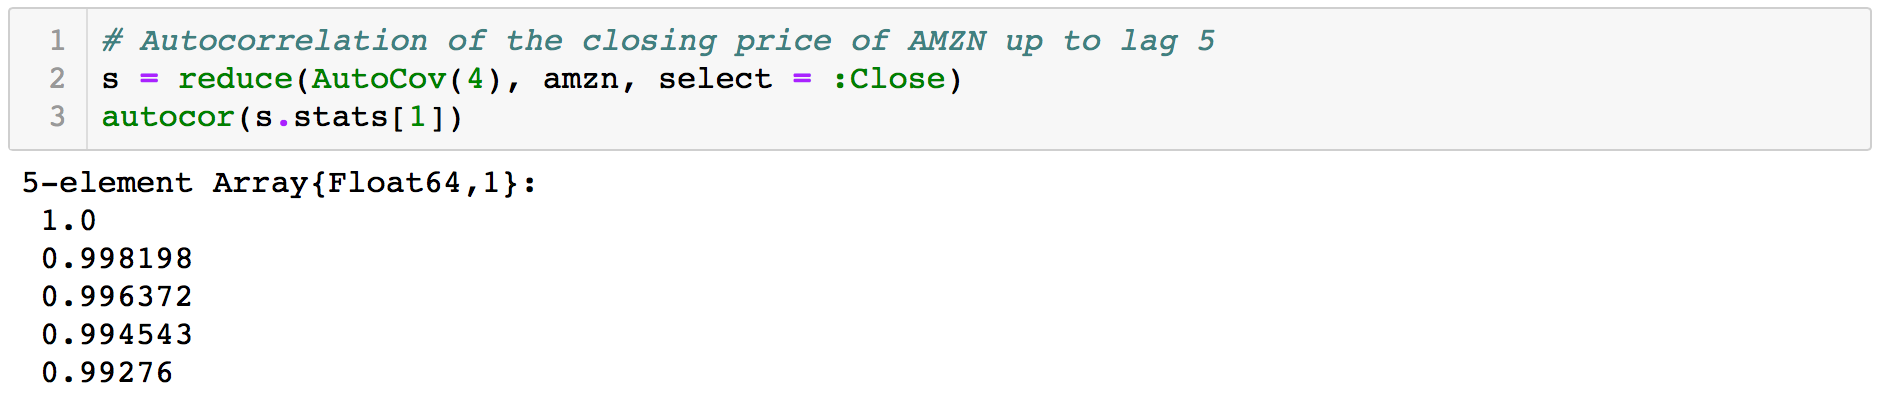 1 # Autocorrelation of the closing price of AMZN up to lag 5
2 s = reduce(AutoCov(4), amzn, select = :Close)
3 autocor(s.stats[1])
5-element Array{Float64,1}:
1.0
0.998198
0.996372
0.994543
0.99276